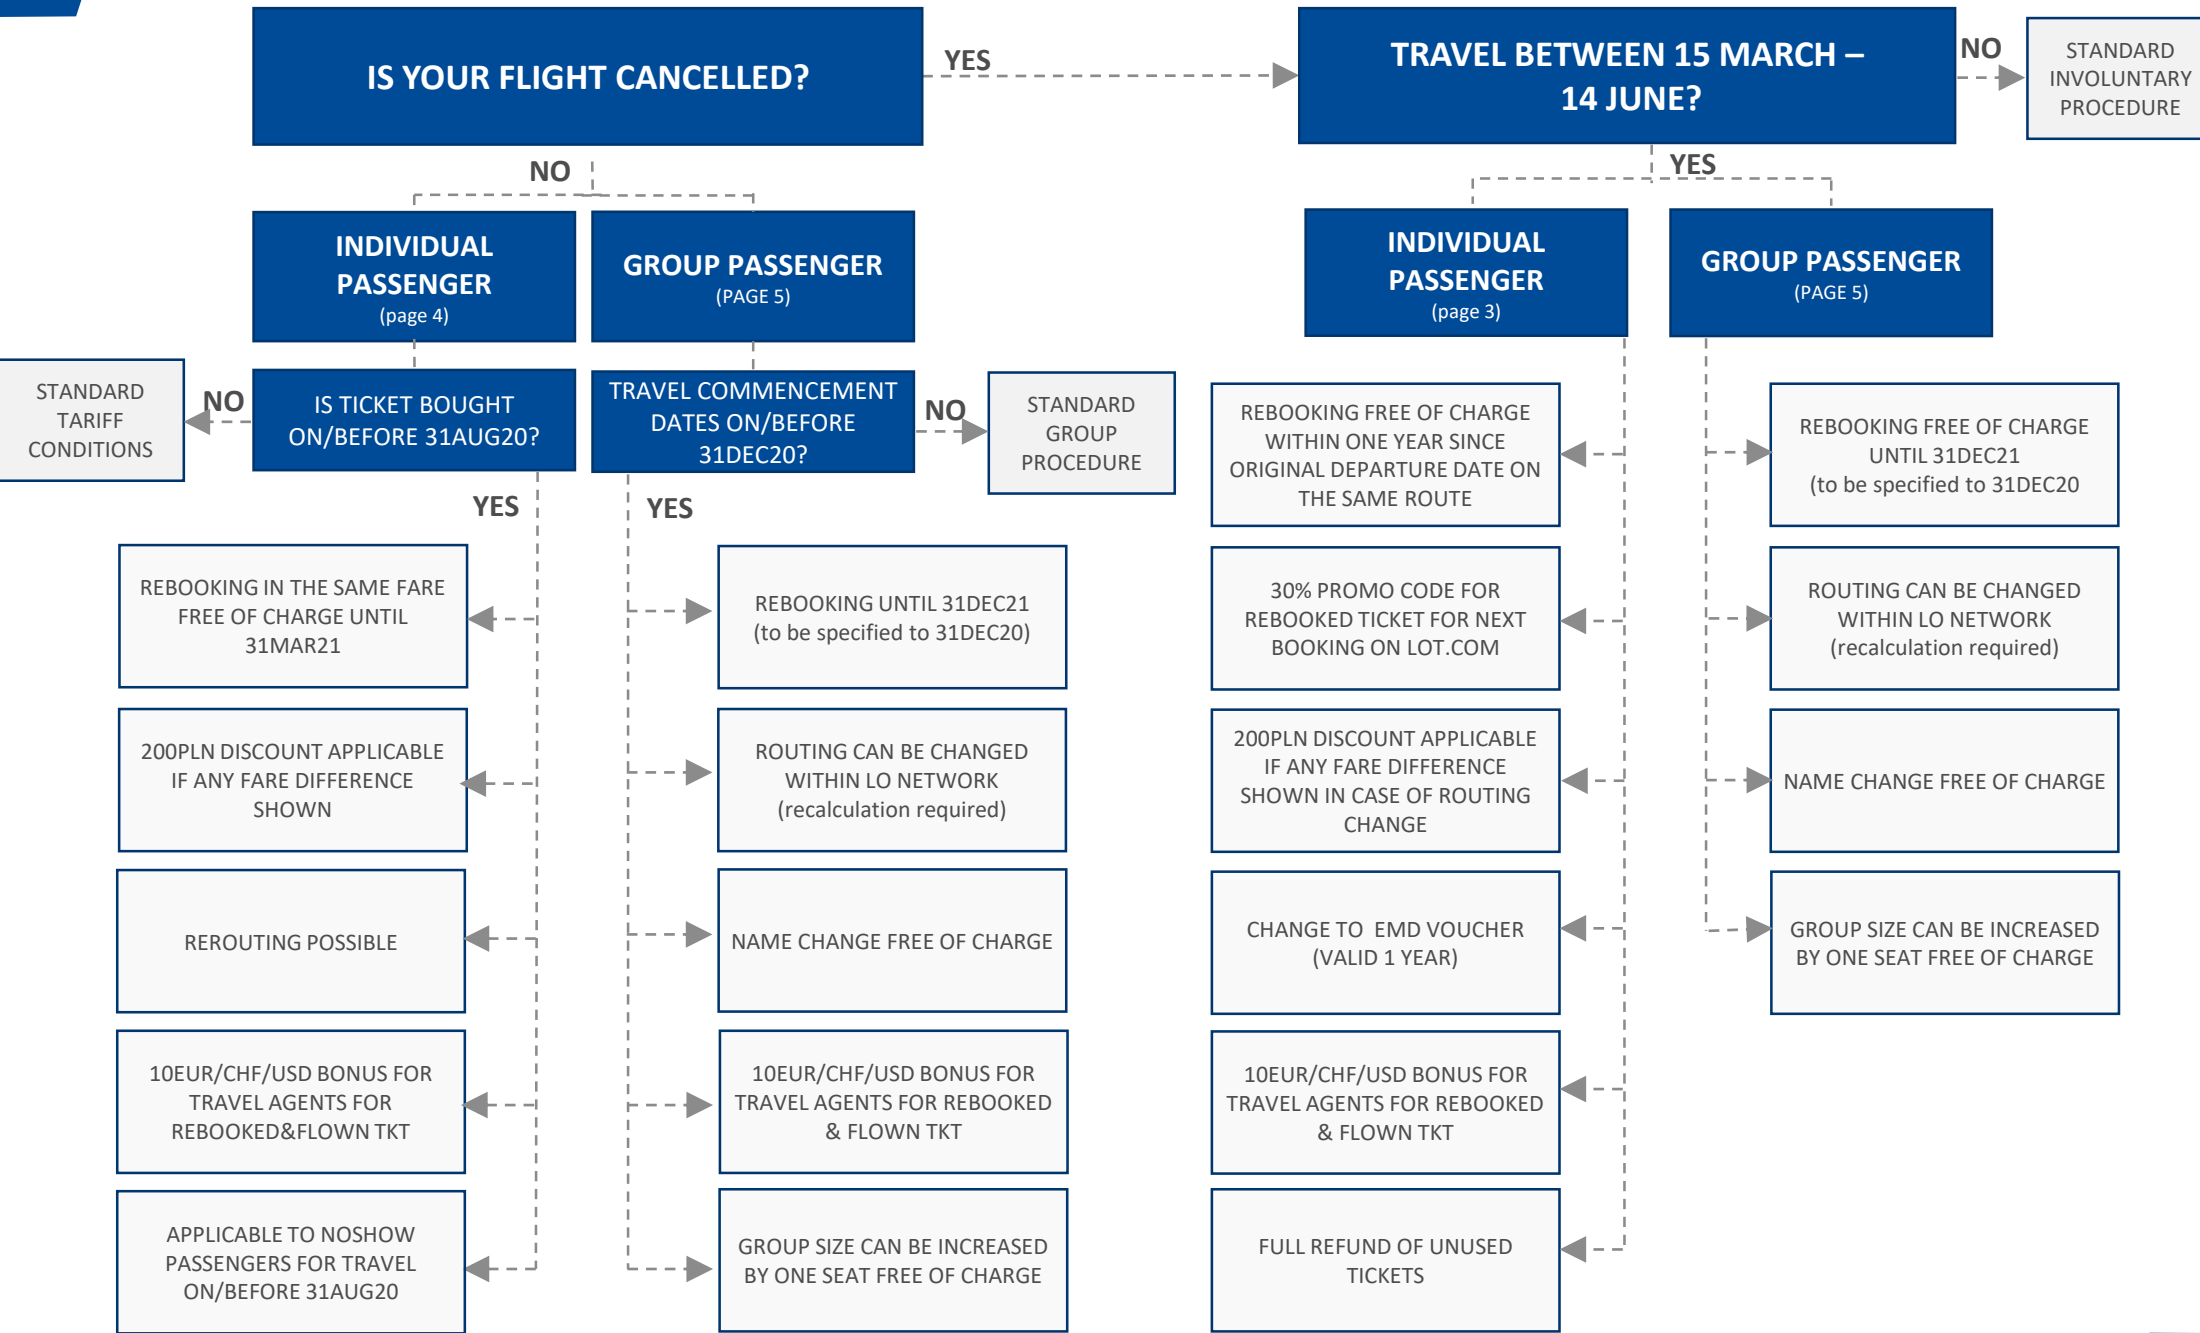 IS YOUR FLIGHT CANCELLED?
YES
TRAVEL BETWEEN 15 MARCH –
14 JUNE?
NO
STANDARD
INVOLUNTARY
PROCEDURE
NO
YES
INDIVIDUAL
PASSENGER
(page 4)
GROUP PASSENGER
(PAGE 5)
INDIVIDUAL
PASSENGER
(page 3)
GROUP PASSENGER
(PAGE 5)
STANDARD
TARIFF
CONDITIONS
NO
IS TICKET BOUGHT
ON/BEFORE 31AUG20?
TRAVEL COMMENCEMENT
DATES ON/BEFORE
31DEC20?
NO
STANDARD
GROUP
PROCEDURE
YES
YES
REBOOKING IN THE SAME FARE
FREE OF CHARGE UNTIL
31MAR21
200PLN DISCOUNT APPLICABLE
IF ANY FARE DIFFERENCE
SHOWN
REROUTING POSSIBLE
10EUR/CHF/USD BONUS FOR
TRAVEL AGENTS FOR
REBOOKED&FLOWN TKT
APPLICABLE TO NOSHOW
PASSENGERS FOR TRAVEL
ON/BEFORE 31AUG20
REBOOKING UNTIL 31DEC21
(to be specified to 31DEC20)
ROUTING CAN BE CHANGED
WITHIN LO NETWORK
(recalculation required)
NAME CHANGE FREE OF CHARGE
10EUR/CHF/USD BONUS FOR
TRAVEL AGENTS FOR REBOOKED
& FLOWN TKT
GROUP SIZE CAN BE INCREASED
BY ONE SEAT FREE OF CHARGE
REBOOKING FREE OF CHARGE
WITHIN ONE YEAR SINCE
ORIGINAL DEPARTURE DATE ON
THE SAME ROUTE
30% PROMO CODE FOR
REBOOKED TICKET FOR NEXT
BOOKING ON LOT.COM
200PLN DISCOUNT APPLICABLE
IF ANY FARE DIFFERENCE
SHOWN IN CASE OF ROUTING
CHANGE
CHANGE TO EMD VOUCHER
(VALID 1 YEAR)
10EUR/CHF/USD BONUS FOR
TRAVEL AGENTS FOR REBOOKED
& FLOWN TKT
FULL REFUND OF UNUSED
TICKETS
REBOOKING FREE OF CHARGE
UNTIL 31DEC21
(to be specified to 31DEC20
ROUTING CAN BE CHANGED
WITHIN LO NETWORK
(recalculation required)
NAME CHANGE FREE OF CHARGE
GROUP SIZE CAN BE INCREASED
BY ONE SEAT FREE OF CHARGE